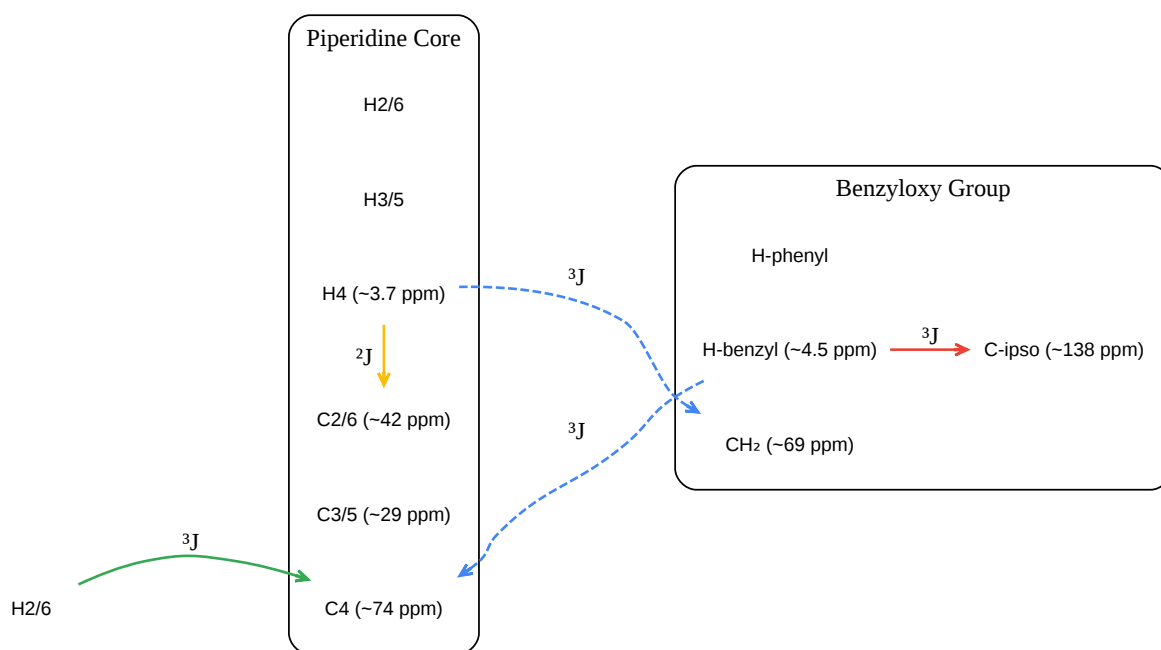 Piperidine Core
H2/6
H3/5
H4 (~3.7 ppm)
²J
C2/6 (~42 ppm)
C3/5 (~29 ppm)
C4 (~74 ppm)
H2/6
³J
³J
³J
Benzyloxy Group
H-phenyl
H-benzyl (~4.5 ppm)
³J
C-ipso (~138 ppm)
CH₂ (~69 ppm)